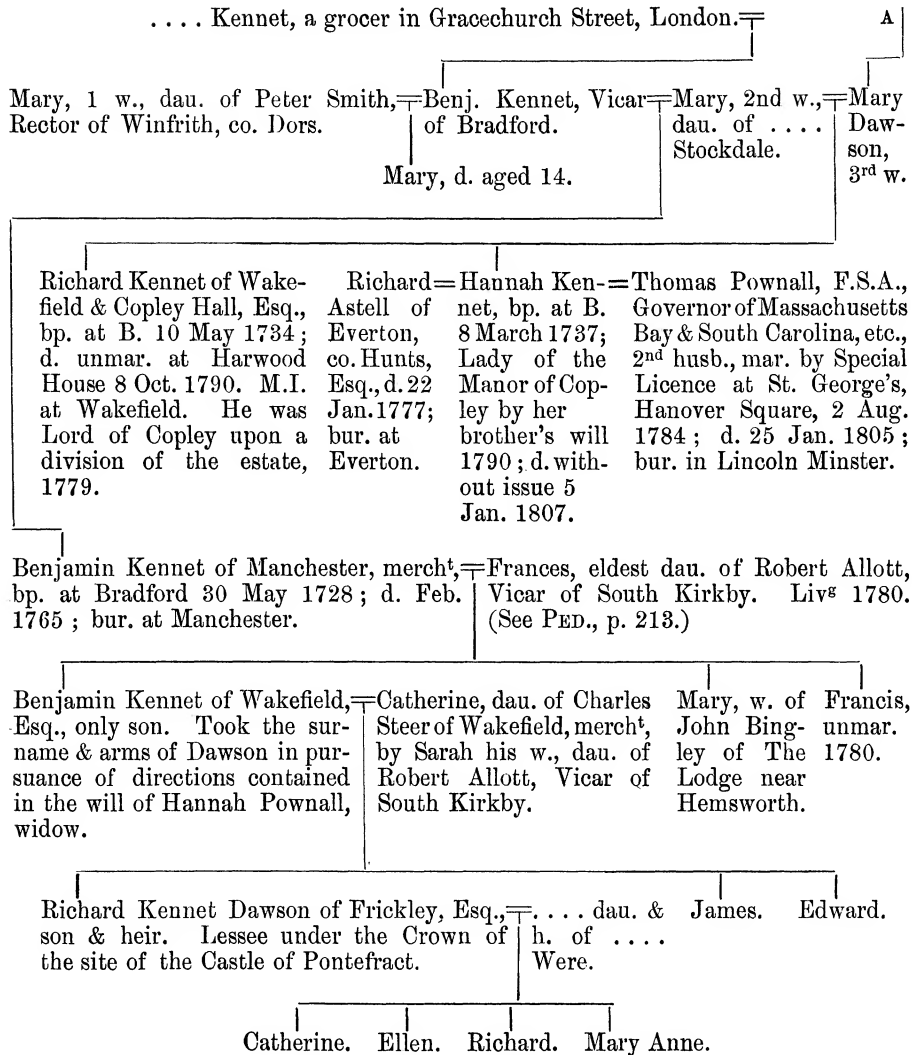 .... Kennet, a grocer in Gracechurch Street, London.
A
Mary, 1 w., dau. of Peter Smith,
Rector of Winfrith, co. Dors.
Benj. Kennet, Vicar
of Bradford.
Mary, 2nd w.,
dau. of ....
Stockdale.
Mary
Daw-
son,
3rd w.
Mary, d. aged 14.
Richard Kennet of Wake-
field & Copley Hall, Esq.,
bp. at B. 10 May 1734;
d. unmar. at Harwood
House 8 Oct. 1790. M.I.
at Wakefield. He was
Lord of Copley upon a
division of the estate,
1779.
Richard=
Astell of
Everton,
co. Hunts,
Esq., d. 22
Jan. 1777;
bur. at
Everton.
Hannah Ken-=
net, bp. at B.
8 March 1737;
Lady of the
Manor of Cop-
ley by her
brother's will
1790; d. with-
out issue 5
Jan. 1807.
Thomas Pownall, F.S.A.,
Governor of Massachusetts
Bay & South Carolina, etc.,
2nd husb., mar. by Special
Licence at St. George's,
Hanover Square, 2 Aug.
1784; d. 25 Jan. 1805;
bur. in Lincoln Minster.
Benjamin Kennet of Manchester, mercht,
bp. at Bradford 30 May 1728; d. Feb.
1765; bur. at Manchester.
Frances, eldest dau. of Robert Allott,
Vicar of South Kirkby. Livg 1780.
(See PED., p. 213.)
Benjamin Kennet of Wakefield,
Esq., only son. Took the sur-
name & arms of Dawson in pur-
suance of directions contained
in the will of Hannah Pownall,
widow.
Catherine, dau. of Charles
Steer of Wakefield, mercht,
by Sarah his w., dau. of
Robert Allott, Vicar of
South Kirkby.
Mary, w. of
John Bing-
ley of The
Lodge near
Hemsworth.
Francis,
unmar.
1780.
Richard Kennet Dawson of Frickley, Esq.,
son & heir. Lessee under the Crown of
the site of the Castle of Pontefract.
.... dau. &
h. of ....
Were.
James.
Edward.
Catherine. Ellen. Richard. Mary Anne.